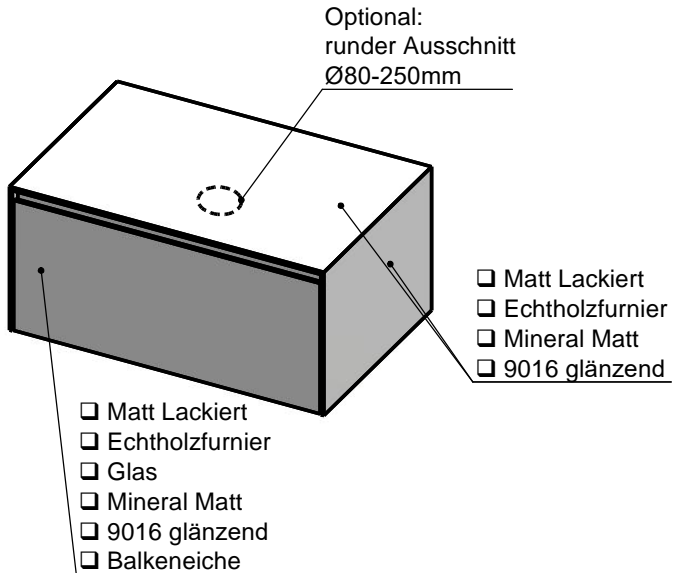 Optional:
runder Ausschnitt
Ø80-250mm
❑ Matt Lackiert
❑ Echtholzfurnier
❑ Mineral Matt
❑ 9016 glänzend
❑ Matt Lackiert
❑ Echtholzfurnier
❑ Glas
❑ Mineral Matt
❑ 9016 glänzend
❑ Balkeneiche